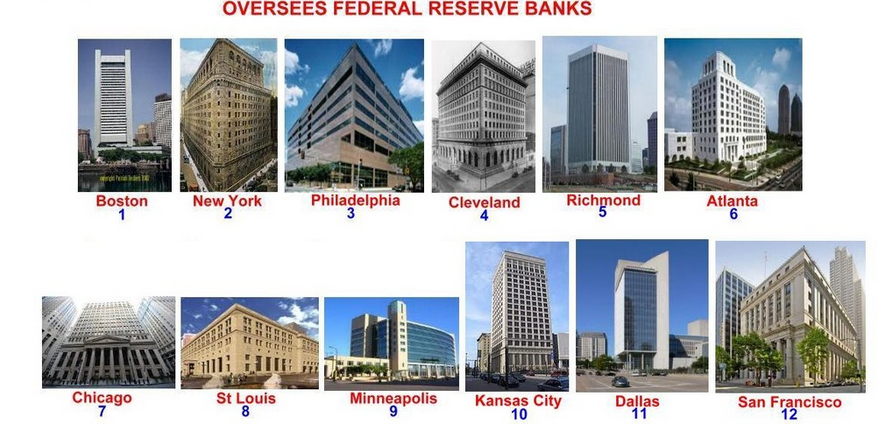 OVERSEES FEDERAL RESERVE BANKS
Boston
1
New York
2
Philadelphia
3
Cleveland
4
Richmond
5
Atlanta
6
Chicago
7
St Louis
8
Minneapolis
9
Kansas City
10
Dallas
11
San Francisco
12